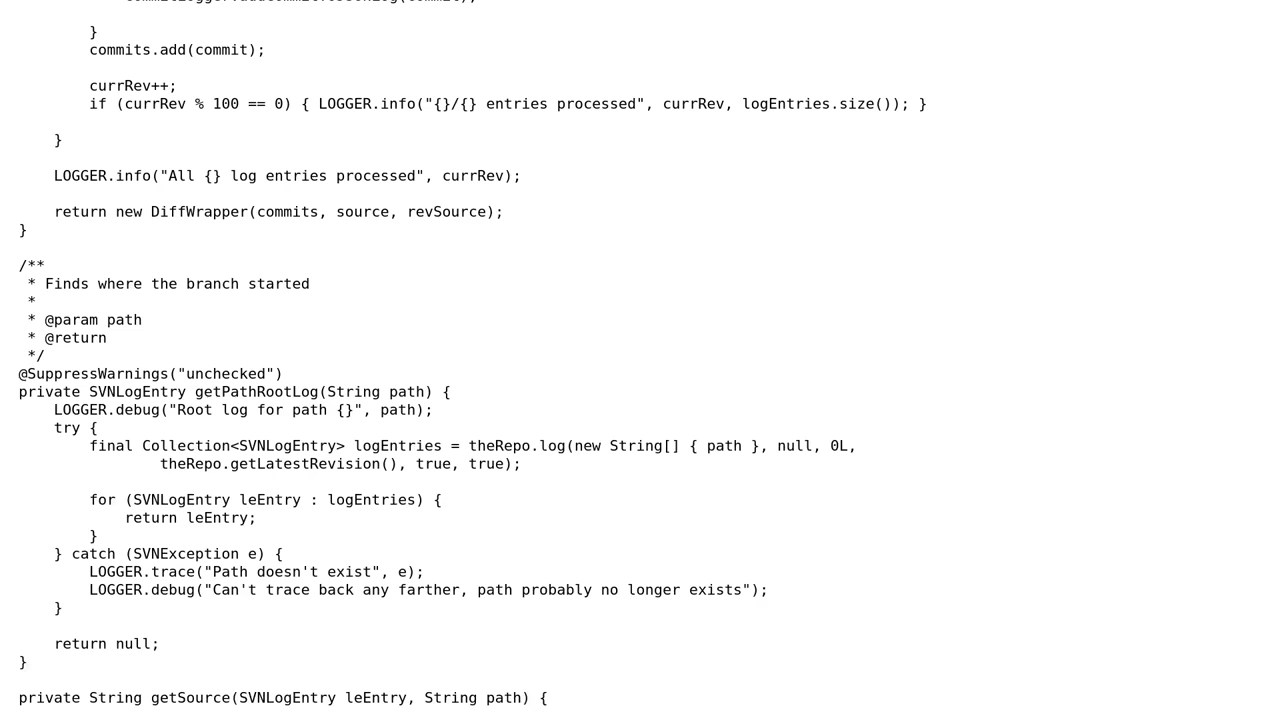 }
commits.add(commit);
currRev++;
if (currRev % 100 == 0) { LOGGER.info("{}/{} entries processed", currRev, logEntries.size()); }
}
LOGGER.info("All {} log entries processed", currRev);
return new DiffWrapper(commits, source, revSource);
}
/**
* Finds where the branch started
*
* @param path
* @return
*/
@SuppressWarnings("unchecked")
private SVNLogEntry getPathRootLog(String path) {
LOGGER.debug("Root log for path {}", path);
try {
final Collection<SVNLogEntry> logEntries = theRepo.log(new String[] { path }, null, 0L,
theRepo.getLatestRevision(), true, true);
for (SVNLogEntry leEntry : logEntries) {
return leEntry;
}
} catch (SVNException e) {
LOGGER.trace("Path doesn't exist", e);
LOGGER.debug("Can't trace back any farther, path probably no longer exists");
}
return null;
}
private String getSource(SVNLogEntry leEntry, String path) {